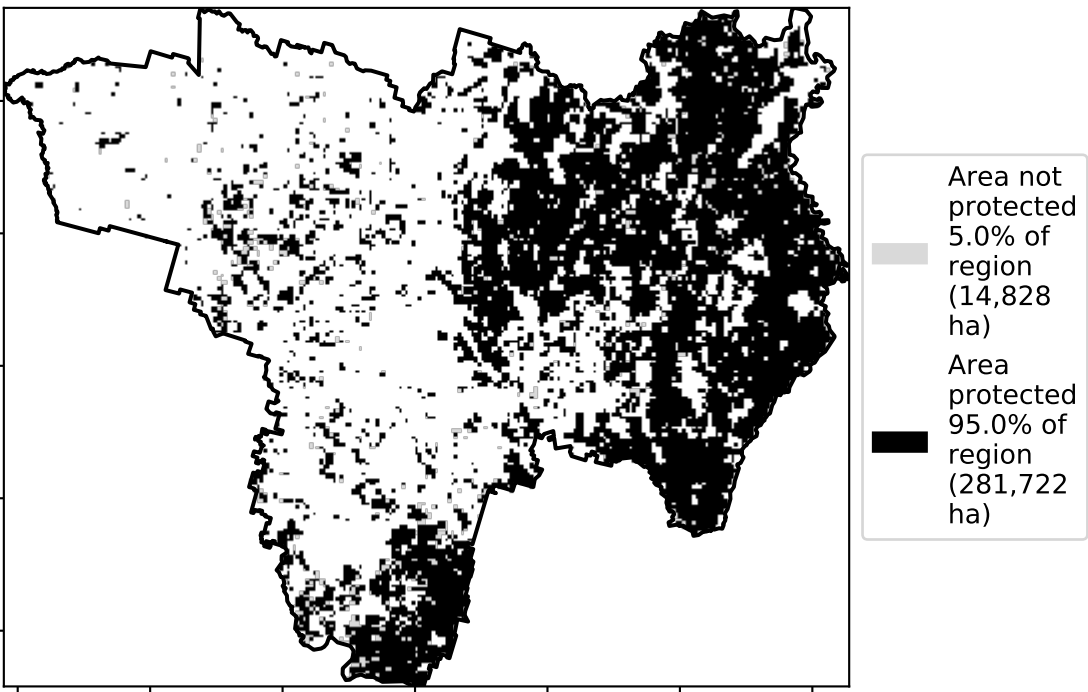 Area not
protected
5.0% of
region
(14,828
ha)
Area
protected
95.0% of
region
(281,722
ha)